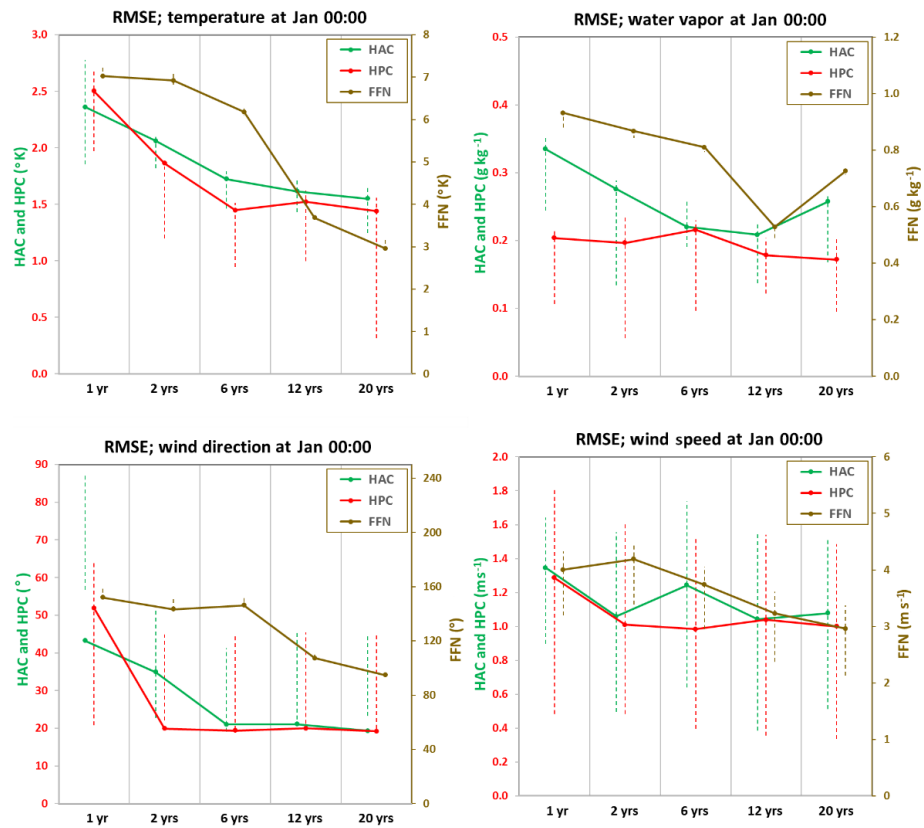 RMSE; temperature at Jan 00:00
3.0
2.5
2.0
1.5
1.0
0.5
0.0
HAC and HPC (°K)
HAC
HPC
FFN
8
7
6
5
4
3
2
1
0
FFN (°K)
1 yr 2 yrs 6 yrs 12 yrs 20 yrs
RMSE; water vapor at Jan 00:00
0.5
0.4
0.3
0.2
0.1
0.0
HAC and HPC (g kg⁻¹)
HAC
HPC
FFN
1.2
1.0
0.8
0.6
0.4
0.2
0.0
FFN (g kg⁻¹)
1 yr 2 yrs 6 yrs 12 yrs 20 yrs
RMSE; wind direction at Jan 00:00
90
80
70
60
50
40
30
20
10
0
HAC and HPC (°)
HAC
HPC
FFN
240
200
160
120
80
40
0
FFN (°)
1 yr 2 yrs 6 yrs 12 yrs 20 yrs
RMSE; wind speed at Jan 00:00
2.0
1.8
1.6
1.4
1.2
1.0
0.8
0.6
0.4
0.2
0.0
HAC and HPC (ms⁻¹)
HAC
HPC
FFN
6
5
4
3
2
1
0
FFN (m s⁻¹)
1 yr 2 yrs 6 yrs 12 yrs 20 yrs